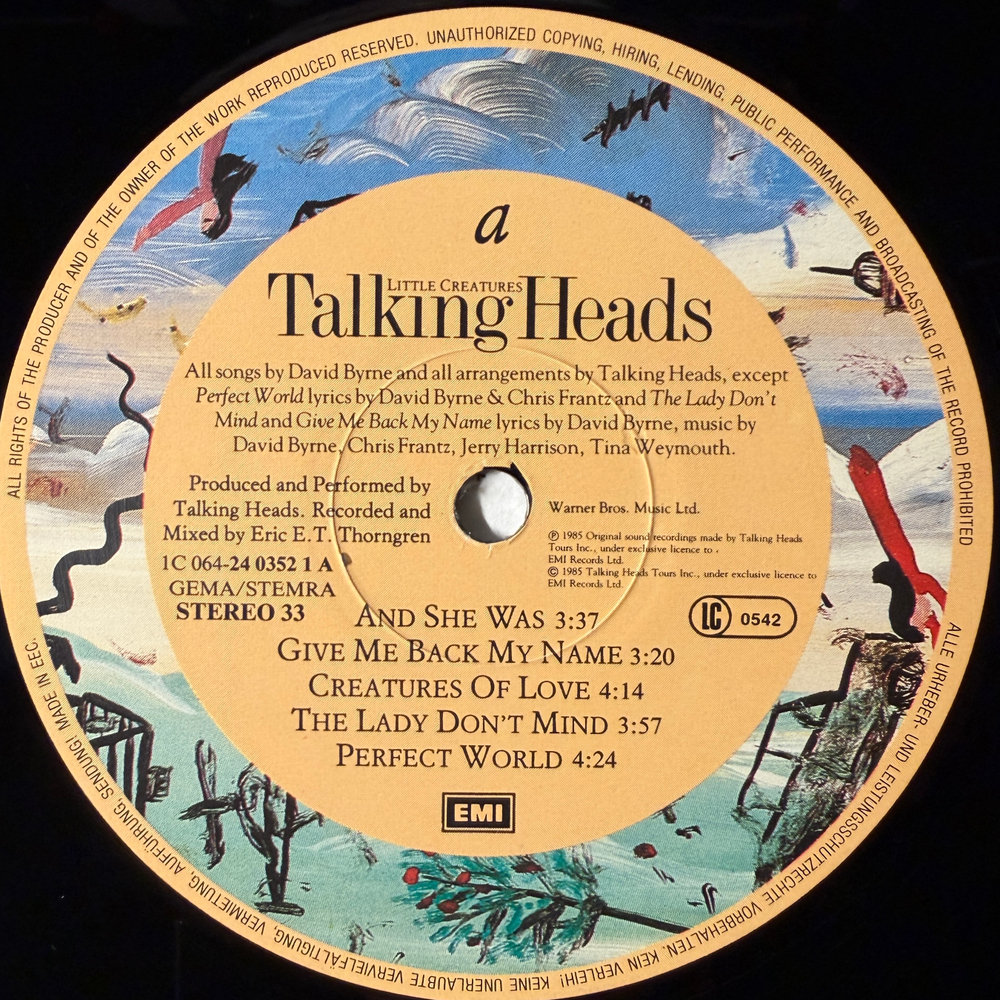 ALL RIGHTS OF THE PRODUCER AND OF THE OWNER OF THE WORK REPRODUCED RESERVED. UNAUTHORIZED COPYING, HIRING, LENDING. PUBLIC PERFORMANCE AND BROADCASTING OF THE RECORD PROHIBITED
a
LITTLE CREATURES
Talking Heads
All songs by David Byrne and all arrangements by Talking Heads, except
Perfect World lyrics by David Byrne & Chris Frantz and The Lady Don't
Mind and Give Me Back My Name lyrics by David Byrne, music by
David Byrne, Chris Frantz, Jerry Harrison, Tina Weymouth.
Produced and Performed by
Talking Heads. Recorded and
Mixed by Eric E.T. Thorngren
1C 064-24 0352 1 A
GEMA/STEMRA
STEREO 33
Warner Bros. Music Ltd.
℗ 1985 Original sound recordings made by Talking Heads
Tours Inc., under exclusive licence to
EMI Records Ltd.
© 1985 Talking Heads Tours Inc., under exclusive licence to
EMI Records Ltd.
LC 0542
AND SHE WAS 3:37
GIVE ME BACK MY NAME 3:20
CREATURES OF LOVE 4:14
THE LADY DON'T MIND 3:57
PERFECT WORLD 4:24
EMI
ALLE URHEBER- UND LEISTUNGSSCHUTZRECHTE VORBEHALTEN. KEIN VERLEIH! KEINE UNERLAUBTE VERVIELFÄLTIGUNG, VERMIETUNG, AUFFÜHRUNG, SENDUNG! MADE IN EEC.